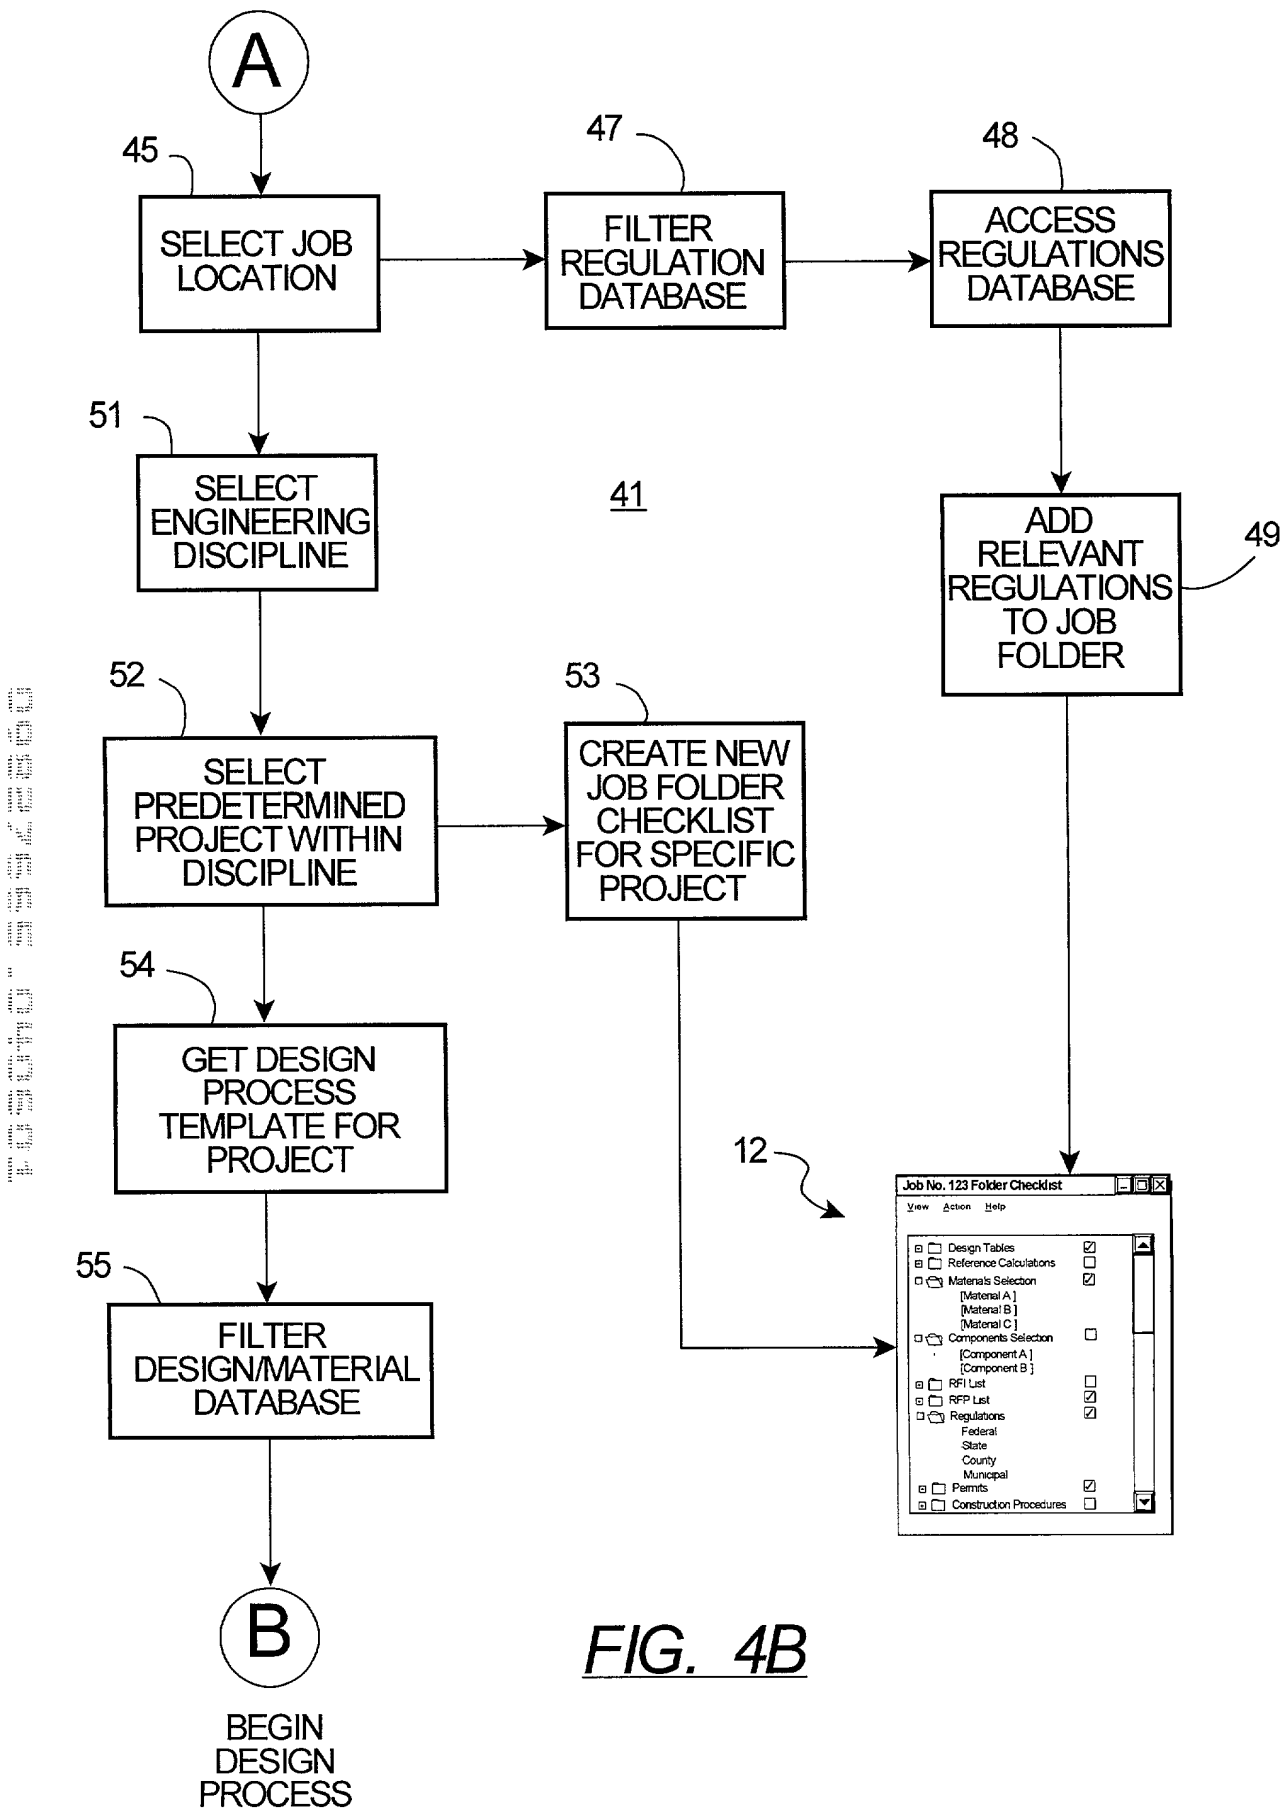 A
45
SELECT JOB
LOCATION
47
FILTER
REGULATION
DATABASE
48
ACCESS
REGULATIONS
DATABASE
51
SELECT
ENGINEERING
DISCIPLINE
41
ADD
RELEVANT
REGULATIONS
TO JOB
FOLDER
49
52
SELECT
PREDETERMINED
PROJECT WITHIN
DISCIPLINE
53
CREATE NEW
JOB FOLDER
CHECKLIST
FOR SPECIFIC
PROJECT
54
GET DESIGN
PROCESS
TEMPLATE FOR
PROJECT
12
Job No. 123 Folder Checklist
View Action Help
Design Tables
Reference Calculations
Materials Selection
[Material A ]
[Material B ]
[Material C ]
Components Selection
[Component A ]
[Component B ]
RFI List
RFP List
Regulations
Federal
State
County
Municipal
Permits
Construction Procedures
55
FILTER
DESIGN/MATERIAL
DATABASE
B
BEGIN
DESIGN
PROCESS
FIG. 4B